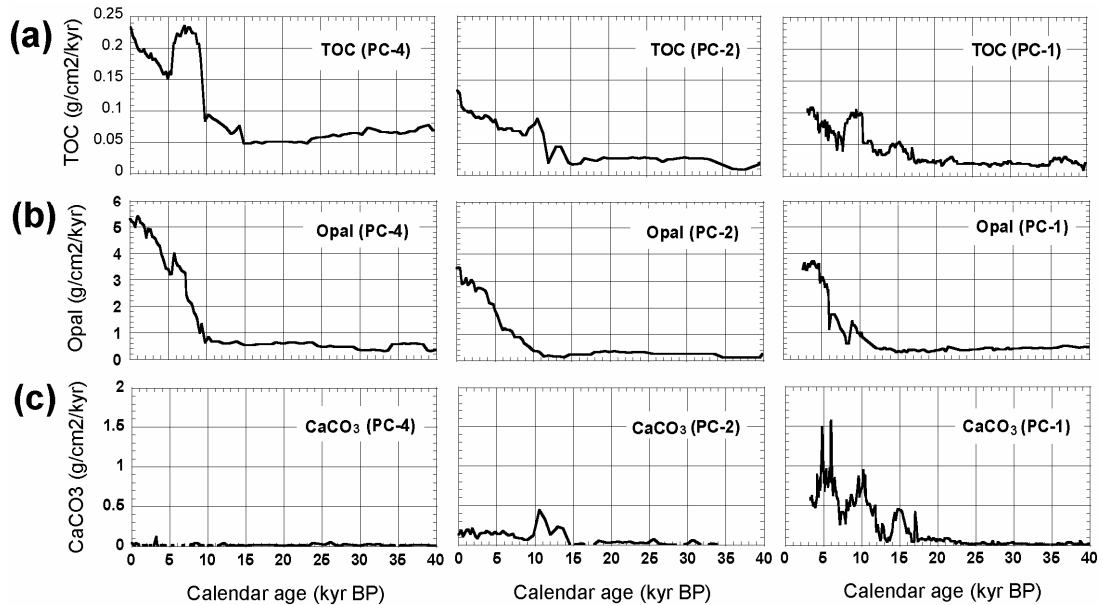 (a)
TOC (g/cm2/kyr)
0.25
0.2
0.15
0.1
0.05
0
TOC (PC-4)
TOC (PC-2)
TOC (PC-1)
(b)
Opal (g/cm2/kyr)
6
5
4
3
2
1
0
Opal (PC-4)
Opal (PC-2)
Opal (PC-1)
(c)
CaCO3 (g/cm2/kyr)
2
1.5
1
0.5
0
CaCO₃ (PC-4)
CaCO₃ (PC-2)
CaCO₃ (PC-1)
0 5 10 15 20 25 30 35 40
0 5 10 15 20 25 30 35 40
0 5 10 15 20 25 30 35 40
Calendar age (kyr BP)
Calendar age (kyr BP)
Calendar age (kyr BP)